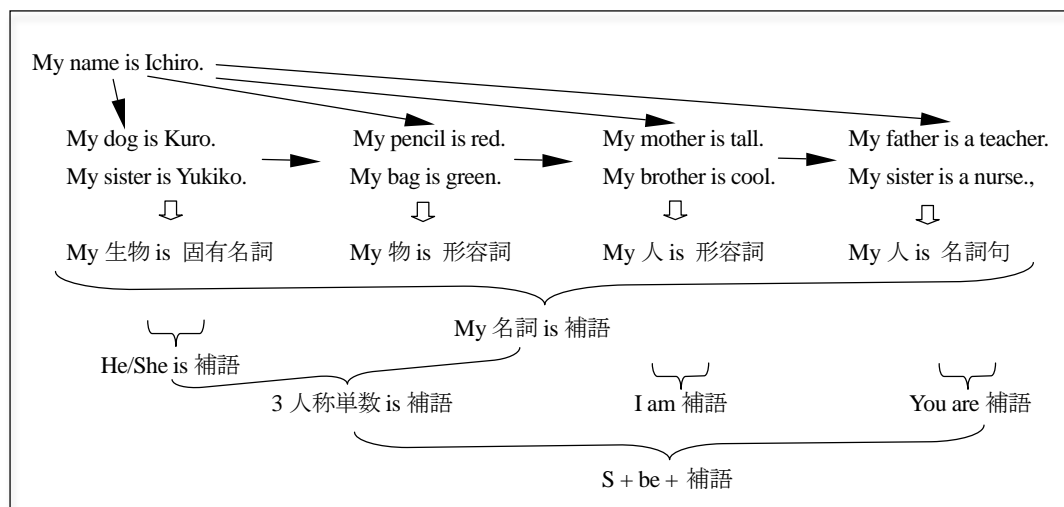 My name is Ichiro.
My dog is Kuro. My pencil is red. My mother is tall. My father is a teacher.
My sister is Yukiko. My bag is green. My brother is cool. My sister is a nurse.,
My 生物 is 固有名詞 My 物 is 形容詞 My 人 is 形容詞 My 人 is 名詞句
My 名詞 is 補語
He/She is 補語
3 人称単数 is 補語 I am 補語 You are 補語
S + be + 補語